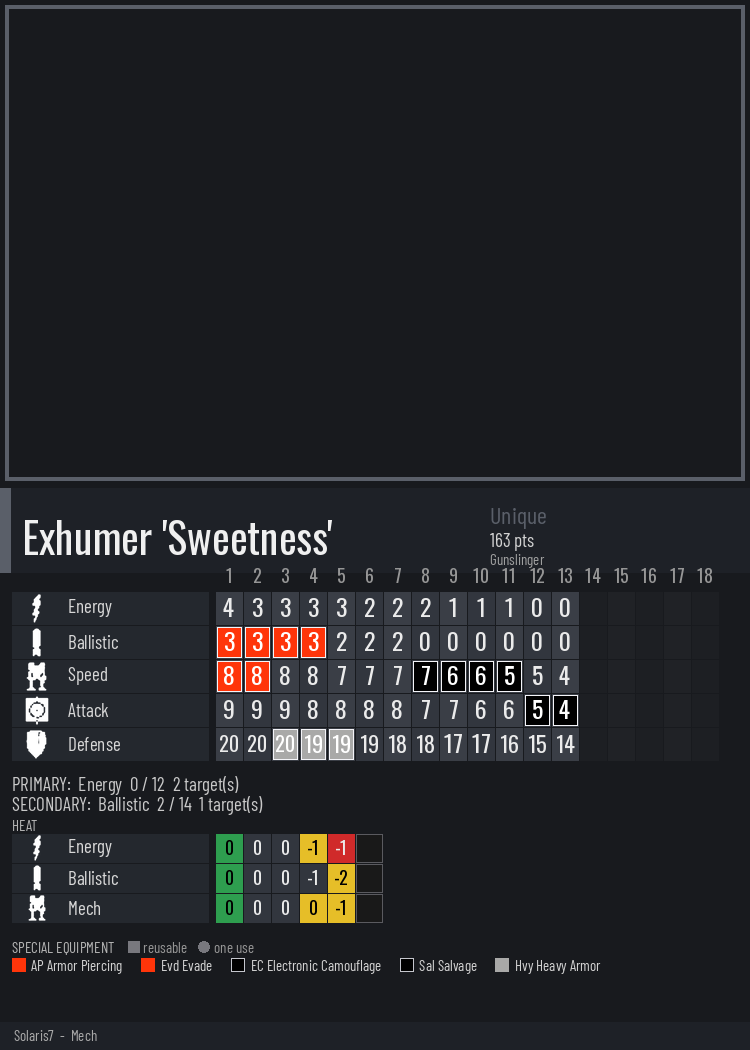 Exhumer 'Sweetness'
Unique
163 pts
Gunslinger
1 2 3 4 5 6 7 8 9 10 11 12 13 14 15 16 17 18
Energy 4 3 3 3 3 2 2 2 1 1 1 0 0
Ballistic 3 3 3 3 2 2 2 0 0 0 0 0 0
Speed 8 8 8 8 7 7 7 7 6 6 5 5 4
Attack 9 9 9 8 8 8 8 7 7 6 6 5 4
Defense 20 20 20 19 19 19 18 18 17 17 16 15 14
PRIMARY: Energy 0 / 12 2 target(s)
SECONDARY: Ballistic 2 / 14 1 target(s)
HEAT
Energy 0 0 0 -1 -1
Ballistic 0 0 0 -1 -2
Mech 0 0 0 0 -1
SPECIAL EQUIPMENT reusable one use
AP Armor Piercing Evd Evade EC Electronic Camouflage Sal Salvage Hvy Heavy Armor
Solaris7 - Mech